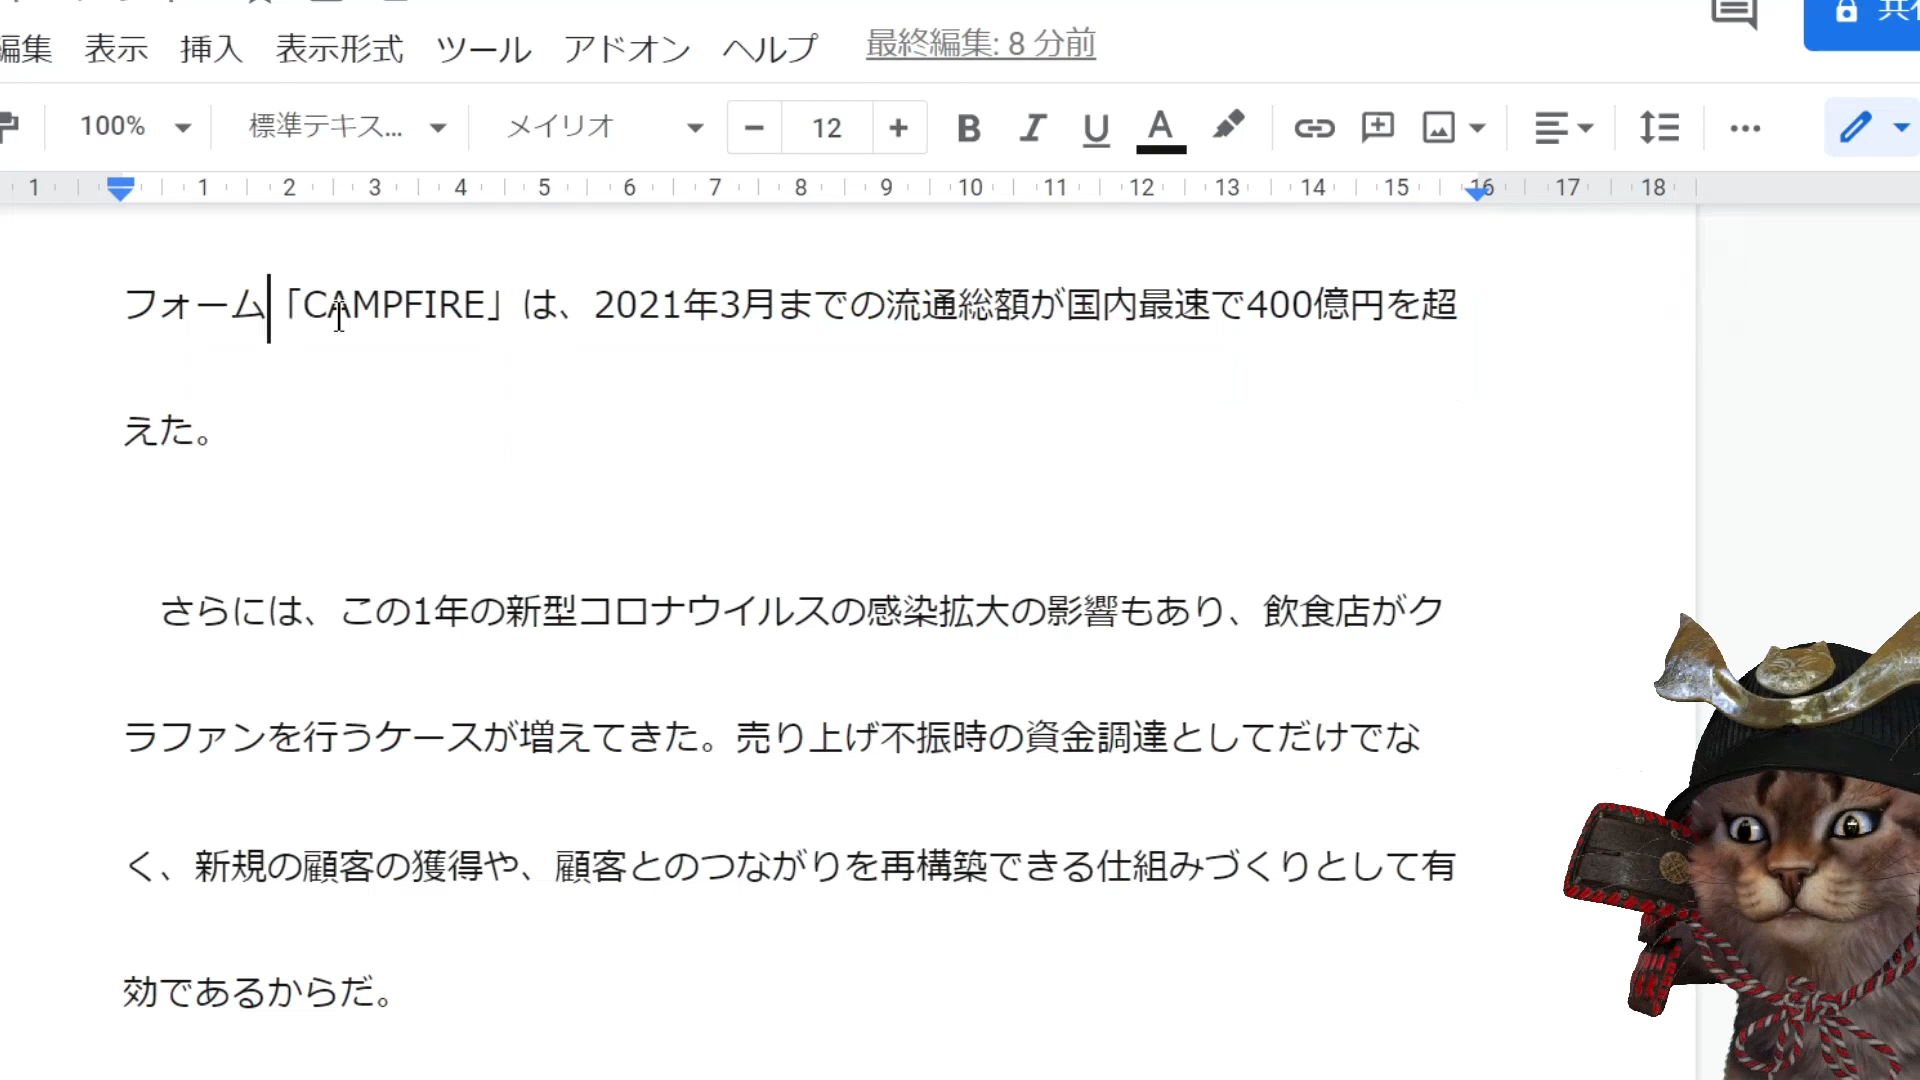 編集 表示 挿入 表示形式 ツール アドオン ヘルプ 最終編集: 8 分前
100% 標準テキス... メイリオ − 12 + B I U A
1 1 2 3 4 5 6 7 8 9 10 11 12 13 14 15 16 17 18
フォーム「CAMPFIRE」は、2021年3月までの流通総額が国内最速で400億円を超
えた。
さらには、この1年の新型コロナウイルスの感染拡大の影響もあり、飲食店がク
ラファンを行うケースが増えてきた。売り上げ不振時の資金調達としてだけでな
く、新規の顧客の獲得や、顧客とのつながりを再構築できる仕組みづくりとして有
効であるからだ。